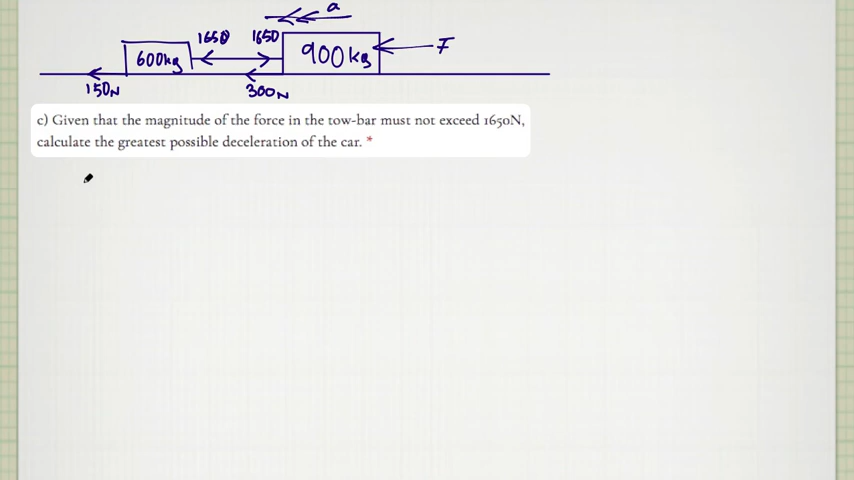 a
1650 1650
600kg 900kg F
150N 300N
c) Given that the magnitude of the force in the tow-bar must not exceed 1650N,
calculate the greatest possible deceleration of the car. *